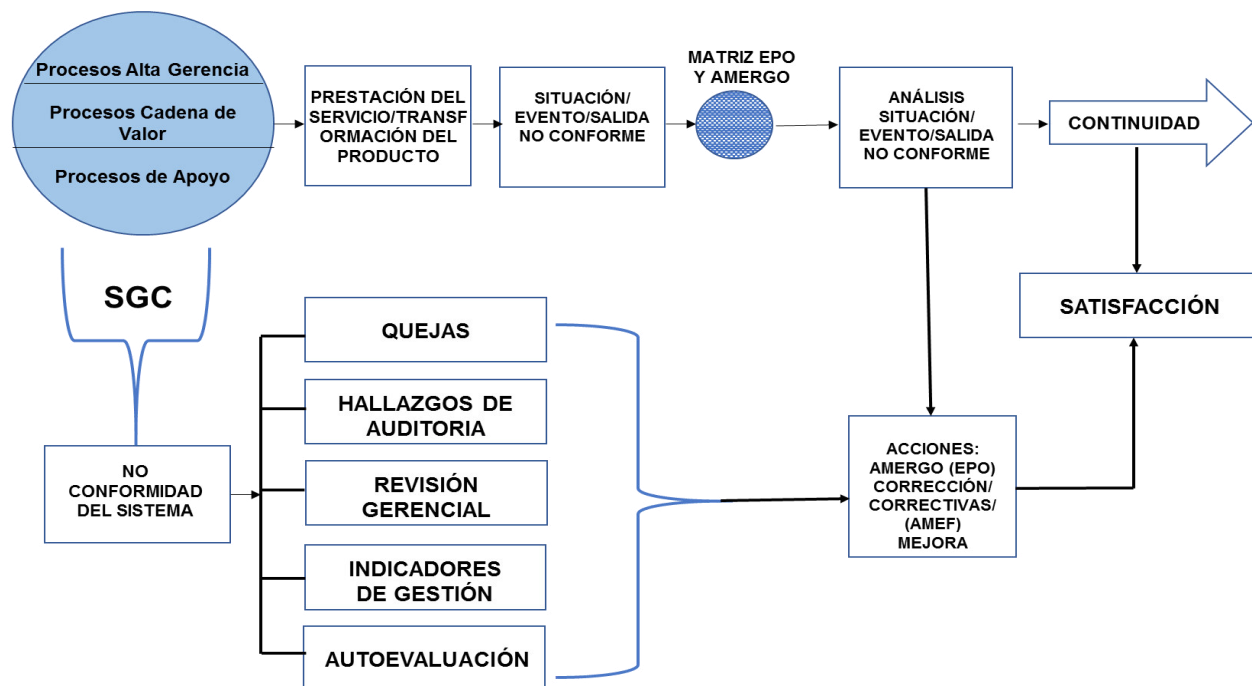 Procesos Alta Gerencia
Procesos Cadena de
Valor
Procesos de Apoyo
PRESTACIÓN DEL
SERVICIO/TRANSF
ORMACIÓN DEL
PRODUCTO
SITUACIÓN/
EVENTO/SALIDA
NO CONFORME
MATRIZ EPO
Y AMERGO
ANÁLISIS
SITUACIÓN/
EVENTO/SALIDA
NO CONFORME
CONTINUIDAD
SATISFACCIÓN
SGC
NO
CONFORMIDAD
DEL SISTEMA
QUEJAS
HALLAZGOS DE
AUDITORIA
REVISIÓN
GERENCIAL
INDICADORES
DE GESTIÓN
AUTOEVALUACIÓN
ACCIONES:
AMERGO (EPO)
CORRECCIÓN/
CORRECTIVAS/
(AMEF)
MEJORA